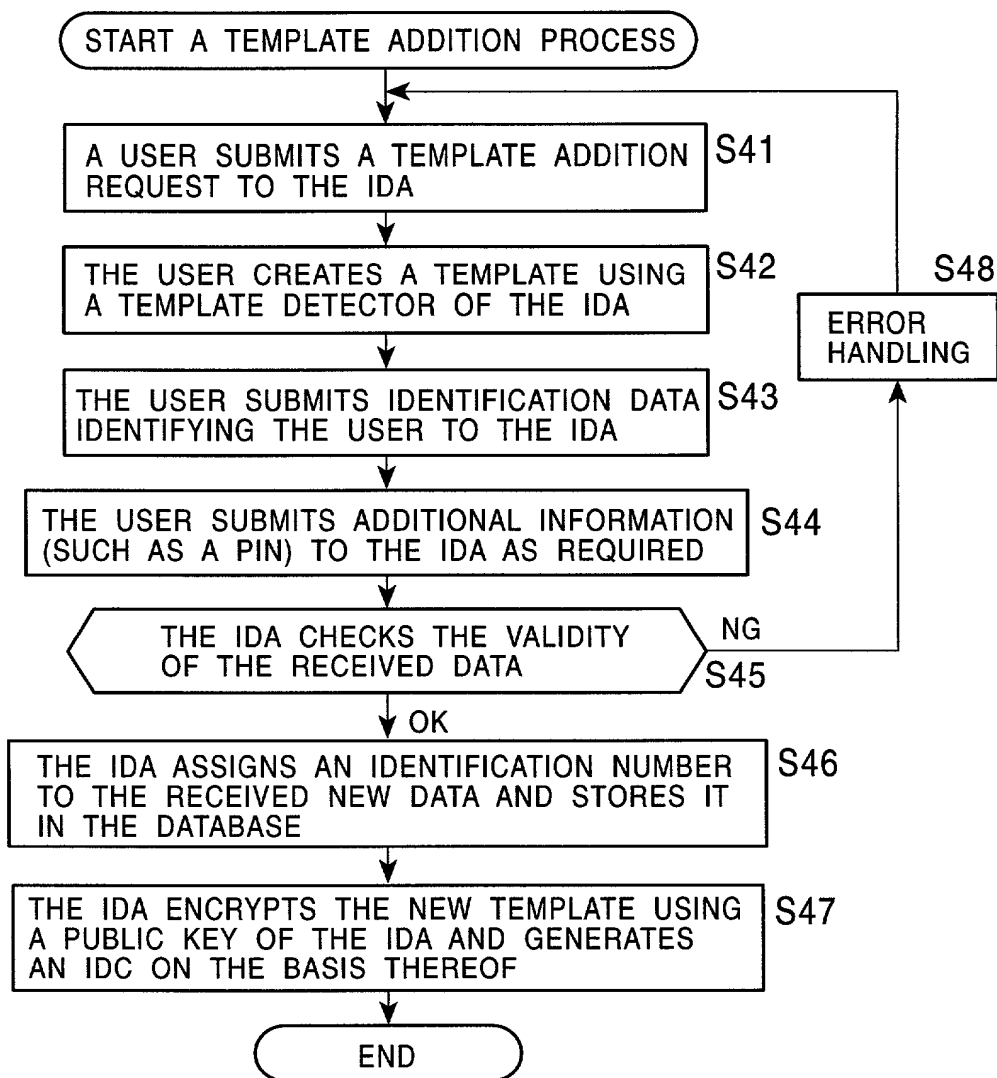 START A TEMPLATE ADDITION PROCESS
A USER SUBMITS A TEMPLATE ADDITION
REQUEST TO THE IDA
S41
THE USER CREATES A TEMPLATE USING
A TEMPLATE DETECTOR OF THE IDA
S42
S48
ERROR
HANDLING
THE USER SUBMITS IDENTIFICATION DATA
IDENTIFYING THE USER TO THE IDA
S43
THE USER SUBMITS ADDITIONAL INFORMATION
(SUCH AS A PIN) TO THE IDA AS REQUIRED
S44
THE IDA CHECKS THE VALIDITY
OF THE RECEIVED DATA
NG
S45
OK
THE IDA ASSIGNS AN IDENTIFICATION NUMBER
TO THE RECEIVED NEW DATA AND STORES IT
IN THE DATABASE
S46
THE IDA ENCRYPTS THE NEW TEMPLATE USING
A PUBLIC KEY OF THE IDA AND GENERATES
AN IDC ON THE BASIS THEREOF
S47
END